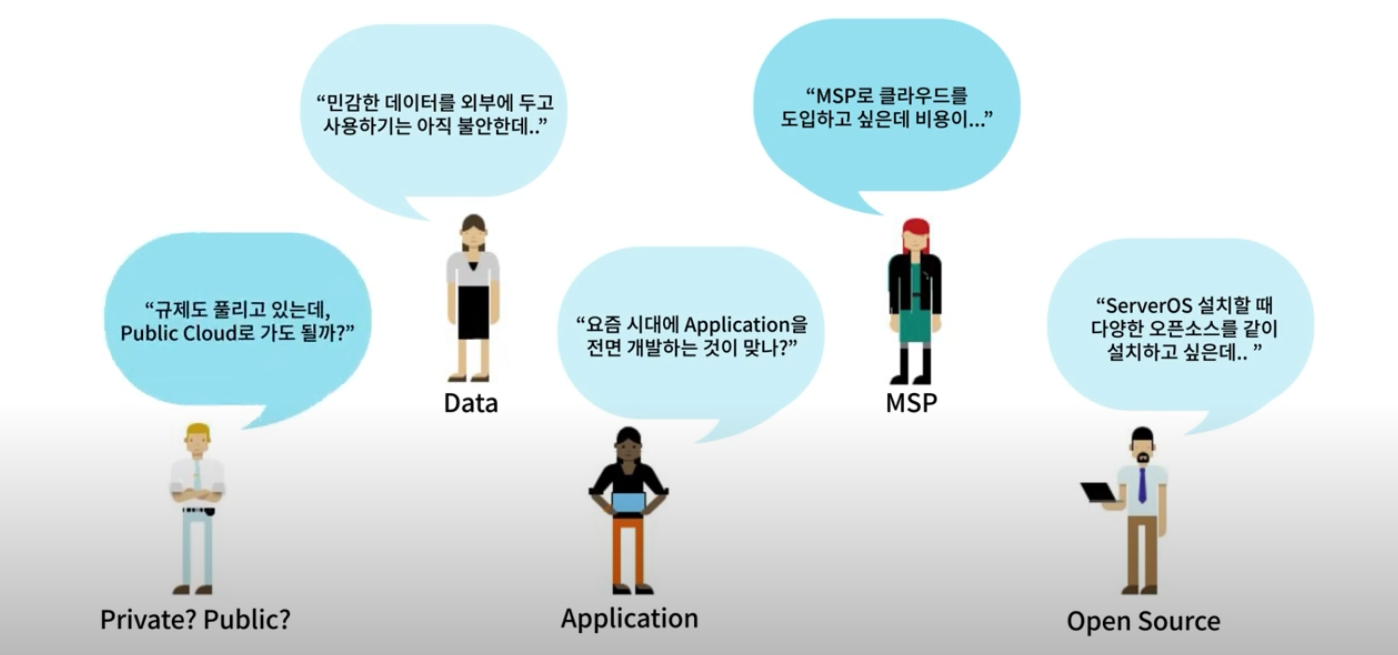 “민감한 데이터를 외부에 두고
사용하기는 아직 불안한데..”
Data
“MSP로 클라우드를
도입하고 싶은데 비용이...”
MSP
“규제도 풀리고 있는데,
Public Cloud로 가도 될까?”
Private? Public?
“요즘 시대에 Application을
전면 개발하는 것이 맞나?”
Application
“ServerOS 설치할 때
다양한 오픈소스를 같이
설치하고 싶은데.. ”
Open Source